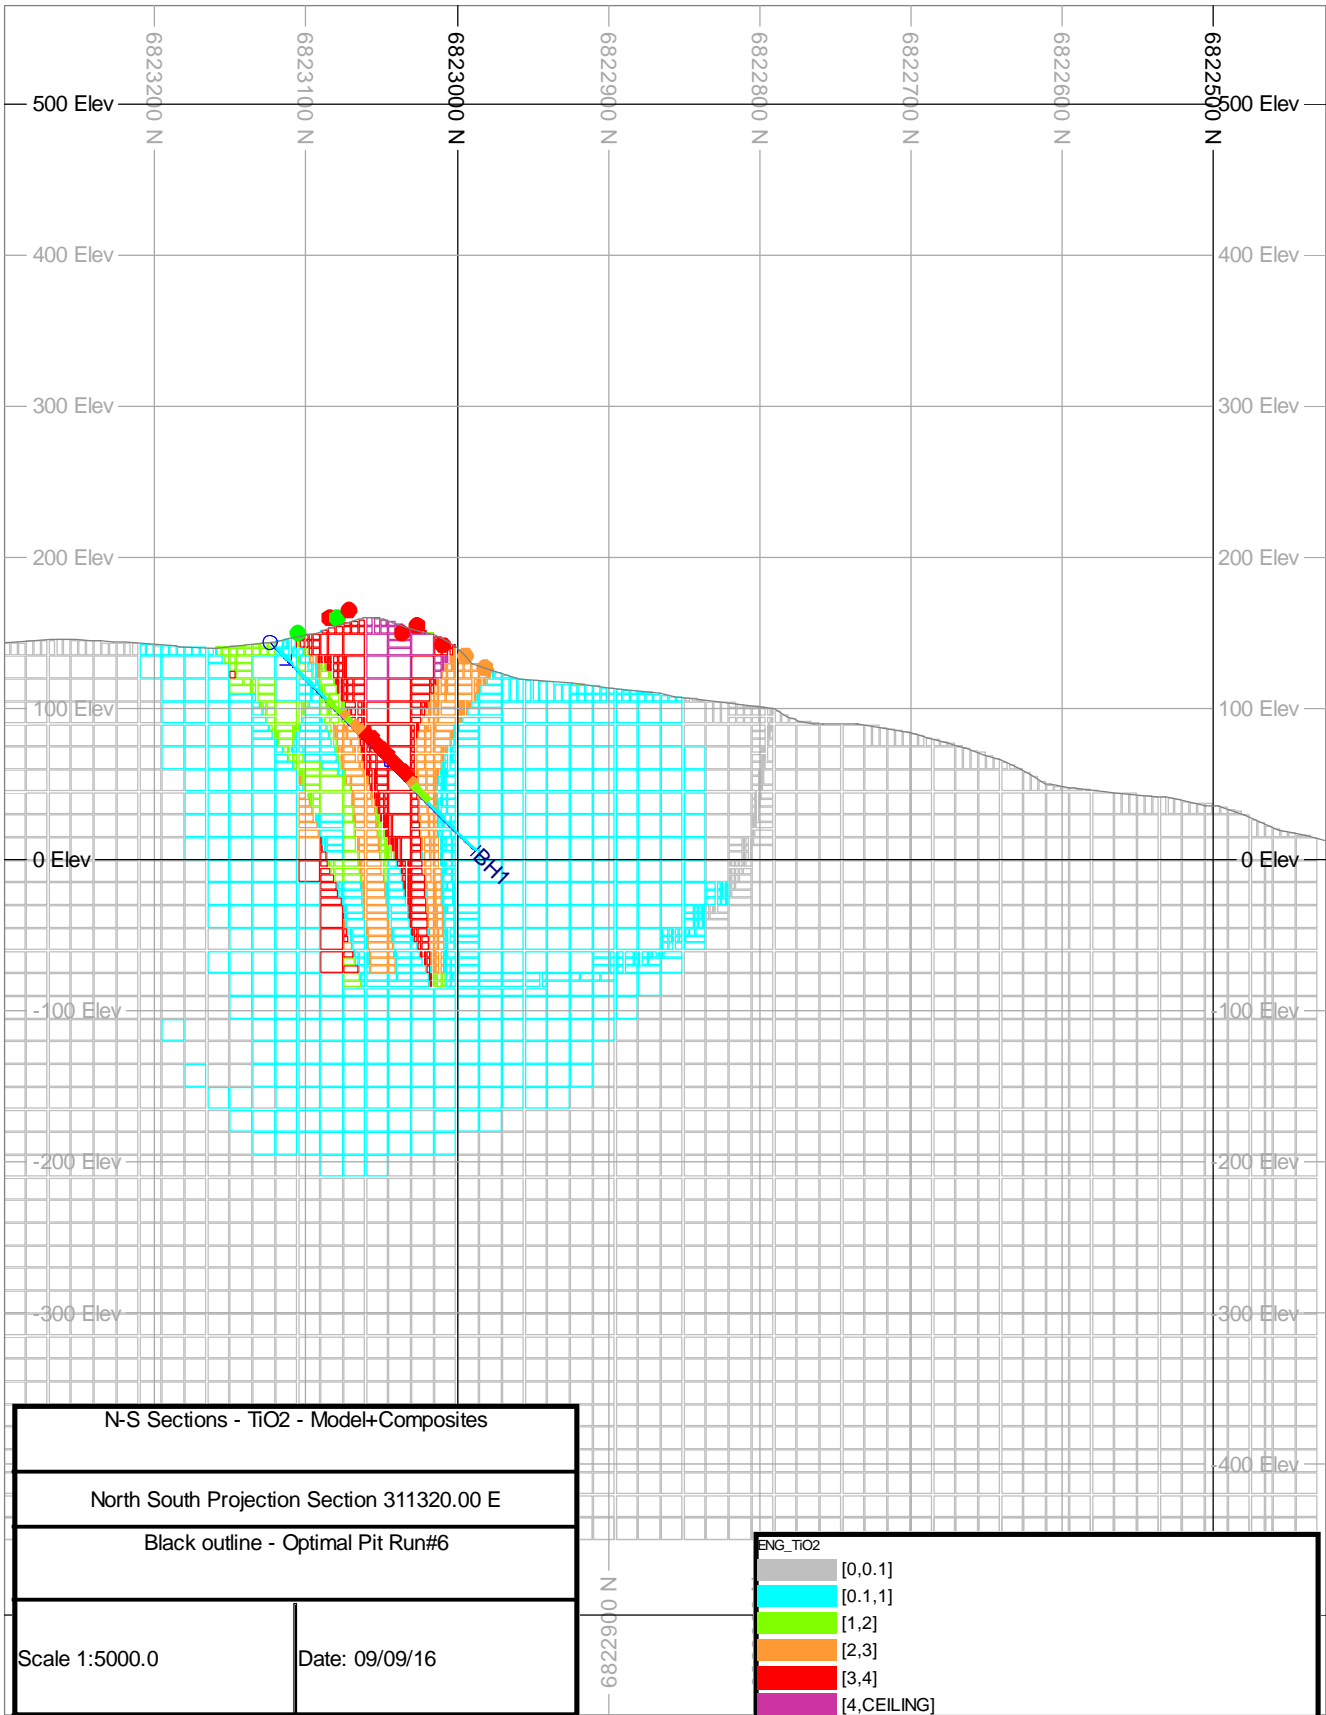 6823200 N
6823100 N
6823000 N
6822900 N
6822800 N
6822700 N
6822600 N
6822500 N
500 Elev
500 Elev
400 Elev
400 Elev
300 Elev
300 Elev
200 Elev
200 Elev
100 Elev
100 Elev
0 Elev
0 Elev
BH1
-100 Elev
-100 Elev
-200 Elev
-200 Elev
-300 Elev
-300 Elev
-400 Elev
N-S Sections - TiO2 - Model+Composites
North South Projection Section 311320.00 E
Black outline - Optimal Pit Run#6
Scale 1:5000.0
Date: 09/09/16
6822900 N
ENG_TiO2
[0,0.1]
[0.1,1]
[1,2]
[2,3]
[3,4]
[4,CEILING]